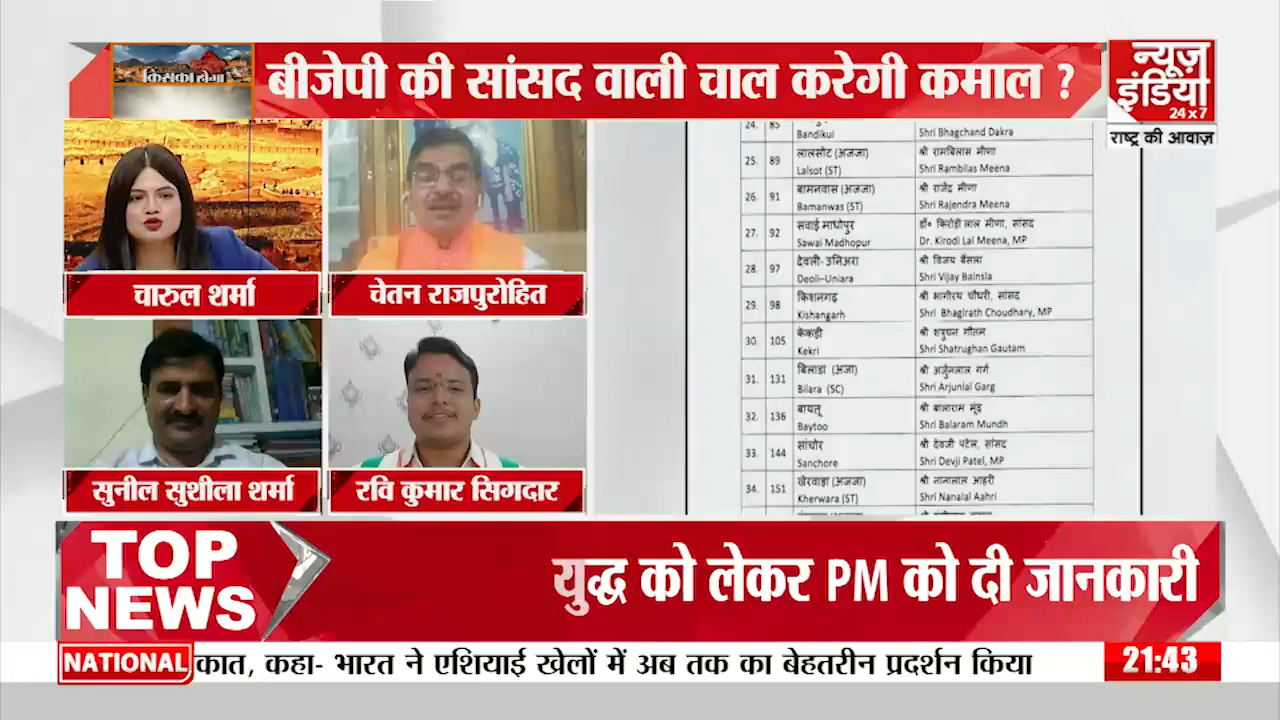 किसका होगा
बीजेपी की सांसद वाली चाल करेगी कमाल ?
न्यूज़
इंडिया
24x7
राष्ट्र की आवाज़
चारुल शर्मा
चेतन राजपुरोहित
सुनील सुशीला शर्मा
रवि कुमार सिगदार
24. 85 Bandikui Shri Bhagchand Dakra
25. 89 लालसोट (अजजा) श्री रामबिलास मीणा
Lalsot (ST) Shri Rambilas Meena
26. 91 बामनवास (अजजा) श्री राजेंद्र मीणा
Bamanwas (ST) Shri Rajendra Meena
27. 92 सवाई माधोपुर डॉ० किरोड़ी लाल मीणा, सांसद
Sawai Madhopur Dr. Kirodi Lal Meena, MP
28. 97 देवली-उनिअरा श्री विजय बैंसला
Deoli-Uniara Shri Vijay Bainsla
29. 98 किशनगढ़ श्री भागीरथ चौधरी, सांसद
Kishangarh Shri Bhagirath Choudhary, MP
30. 105 केकड़ी श्री शत्रुघ्न गौतम
Kekri Shri Shatrughan Gautam
31. 131 बिलाड़ा (अजा) श्री अर्जुनलाल गर्ग
Bilara (SC) Shri Arjunlal Garg
32. 136 बायतू श्री बालाराम मूंढ़
Baytoo Shri Balaram Mundh
33. 144 सांचोर श्री देवजी पटेल, सांसद
Sanchore Shri Devji Patel, MP
34. 151 खेरवाड़ा (अजजा) श्री नानालाल आहरी
Kherwara (ST) Shri Nanalal Aahri
TOP
NEWS
युद्ध को लेकर PM को दी जानकारी
NATIONAL
कात, कहा- भारत ने एशियाई खेलों में अब तक का बेहतरीन प्रदर्शन किया
21:43